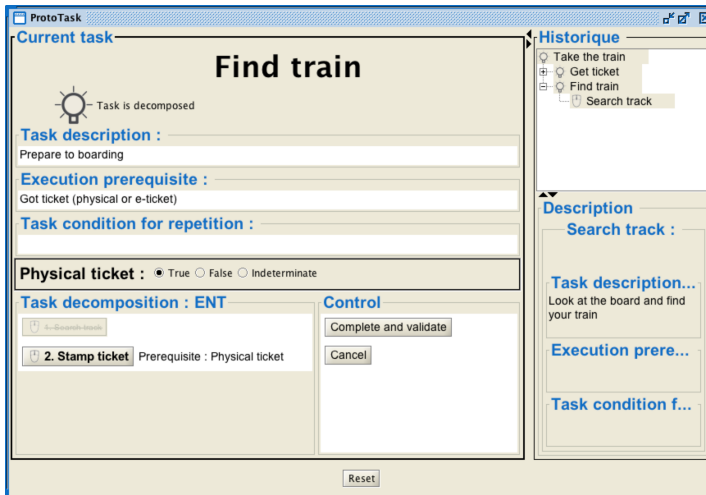 ProtoTask
Current task
Find train
Task is decomposed
Task description :
Prepare to boarding
Execution prerequisite :
Got ticket (physical or e-ticket)
Task condition for repetition :
Physical ticket : True False Indeterminate
Task decomposition : ENT
1. Search track
2. Stamp ticket Prerequisite : Physical ticket
Control
Complete and validate
Cancel
Historique
Take the train
Get ticket
Find train
Search track
Description
Search track :
Task description...
Look at the board and find
your train
Execution prere...
Task condition f...
Reset